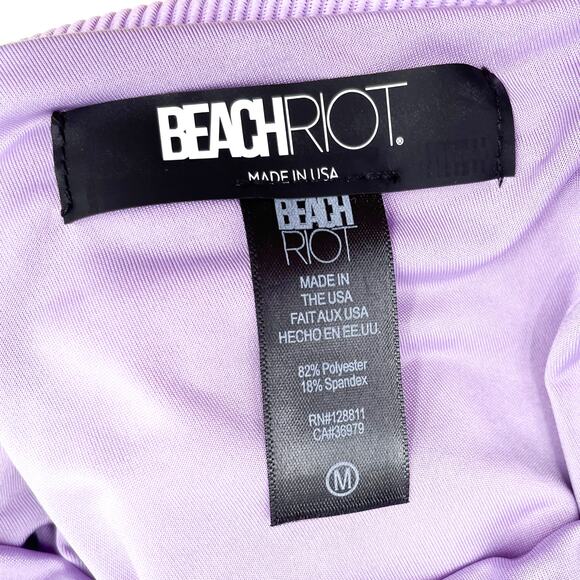 BEACHRIOT.®
MADE IN USA
BEACH
RIOT
MADE IN
THE USA
FAIT AUX USA
HECHO EN EE.UU.
82% Polyester
18% Spandex
RN#128811
CA#36979
M